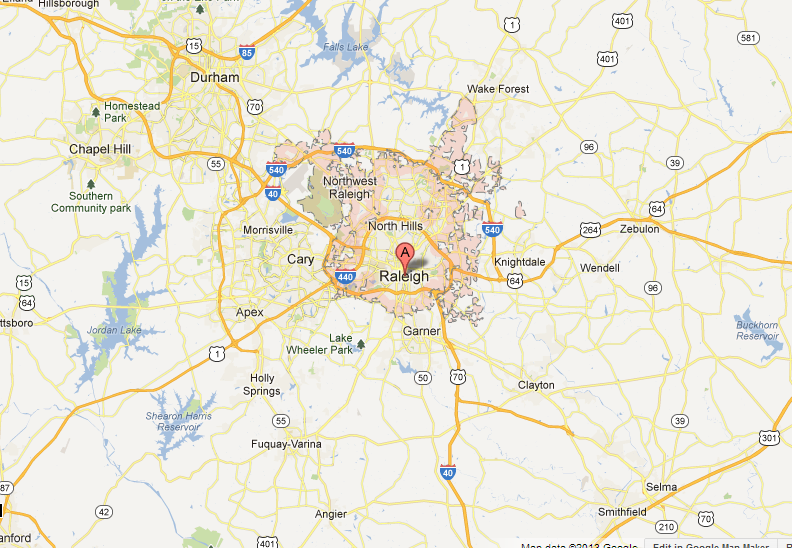 Hillsborough
15
85
Durham
Falls Lake
1
401
401
581
Homestead
Park
70
Wake Forest
Chapel Hill
55
540
540
40
1
96
39
Southern
Community park
Northwest
Raleigh
Morrisville
North Hills
540
264
64
Zebulon
Cary
A
440
Raleigh
Knightdale
64
Wendell
96
15
64
ttsboro
Jordan Lake
Apex
1
Lake
Wheeler Park
Garner
Buckhorn
Reservoir
Holly
Springs
50
70
Clayton
Shearon Harris
Reservoir
55
39
301
Fuquay-Varina
40
87
42
Angier
Selma
Smithfield
70
210
anford
Map data ©2013 Google
Edit in Google Map Maker